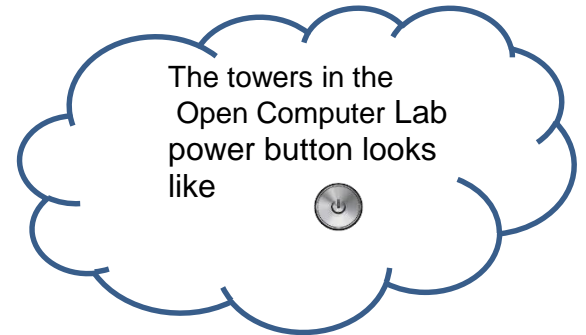 The towers in the
Open Computer Lab
power button looks
like